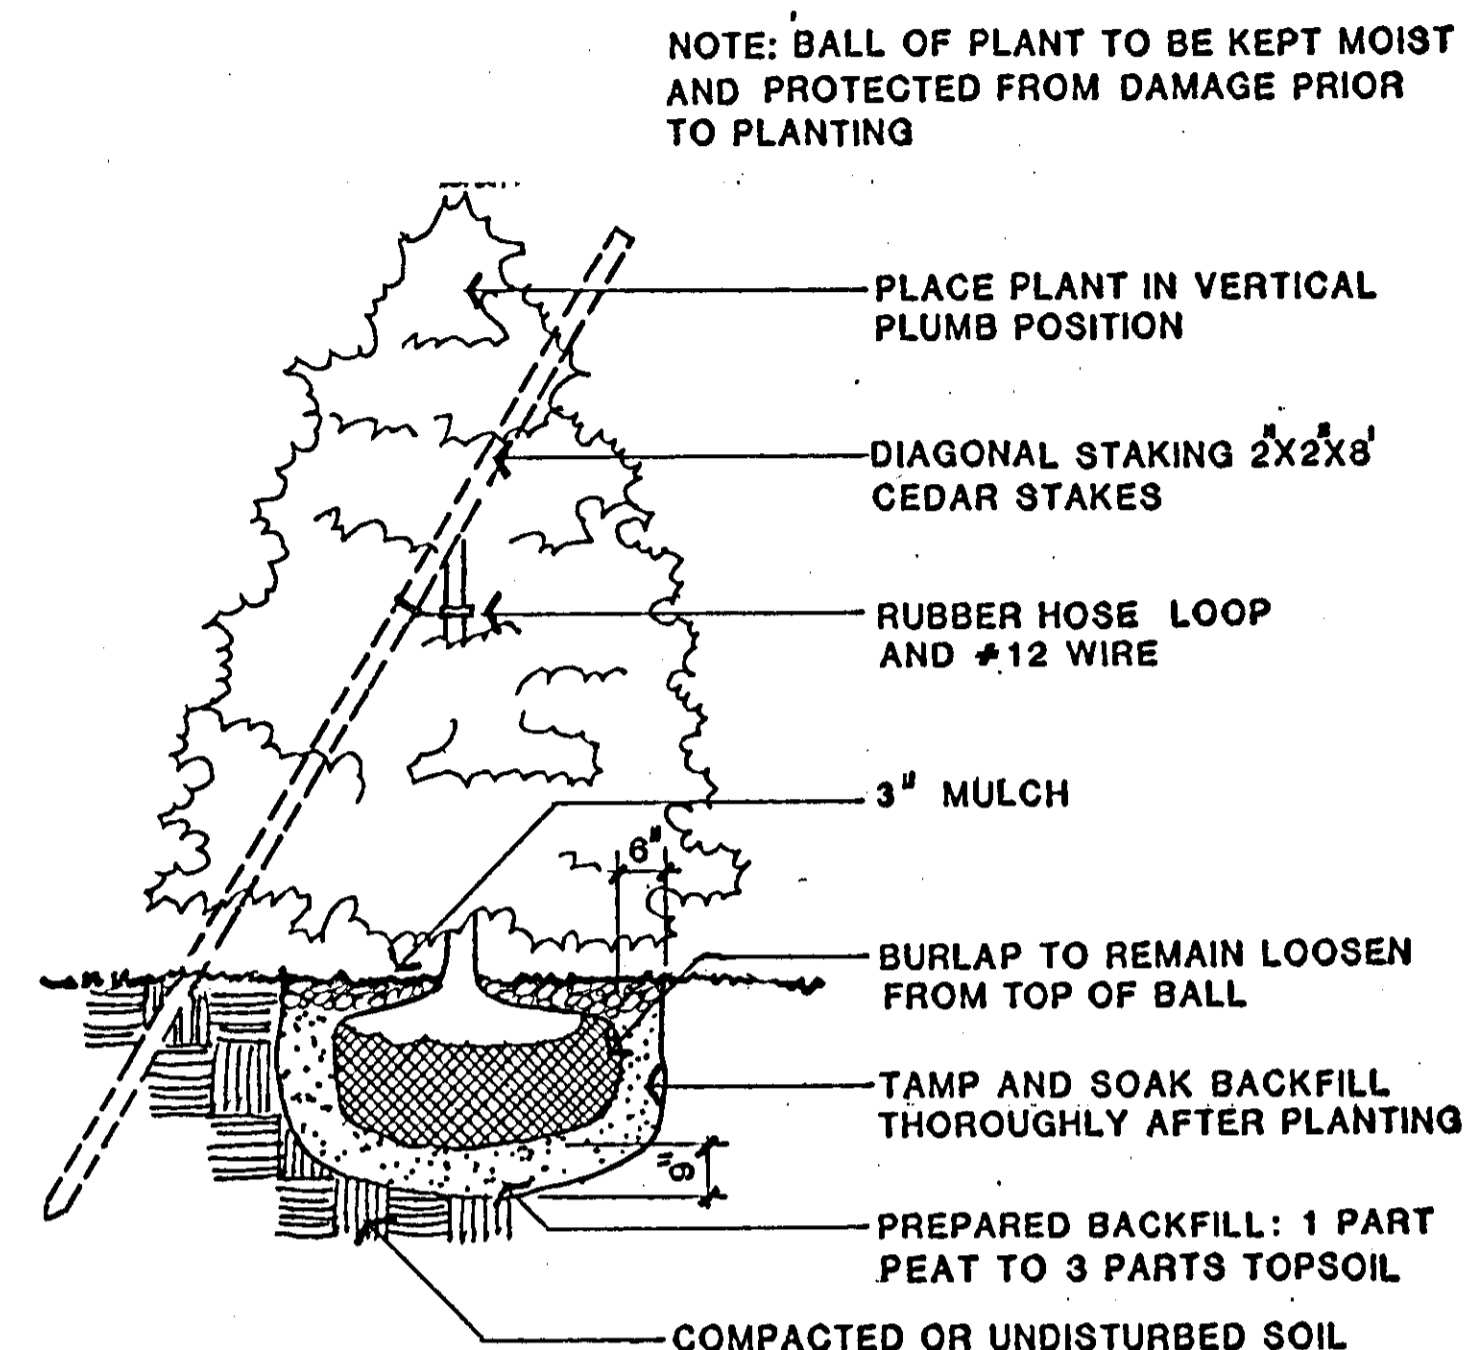 NOTE: BALL OF PLANT TO BE KEPT MOIST
AND PROTECTED FROM DAMAGE PRIOR
TO PLANTING
PLACE PLANT IN VERTICAL
PLUMB POSITION
DIAGONAL STAKING 2"X2"X8'
CEDAR STAKES
RUBBER HOSE LOOP
AND #12 WIRE
3" MULCH
6"
BURLAP TO REMAIN LOOSEN
FROM TOP OF BALL
TAMP AND SOAK BACKFILL
THOROUGHLY AFTER PLANTING
6"
PREPARED BACKFILL: 1 PART
PEAT TO 3 PARTS TOPSOIL
COMPACTED OR UNDISTURBED SOIL